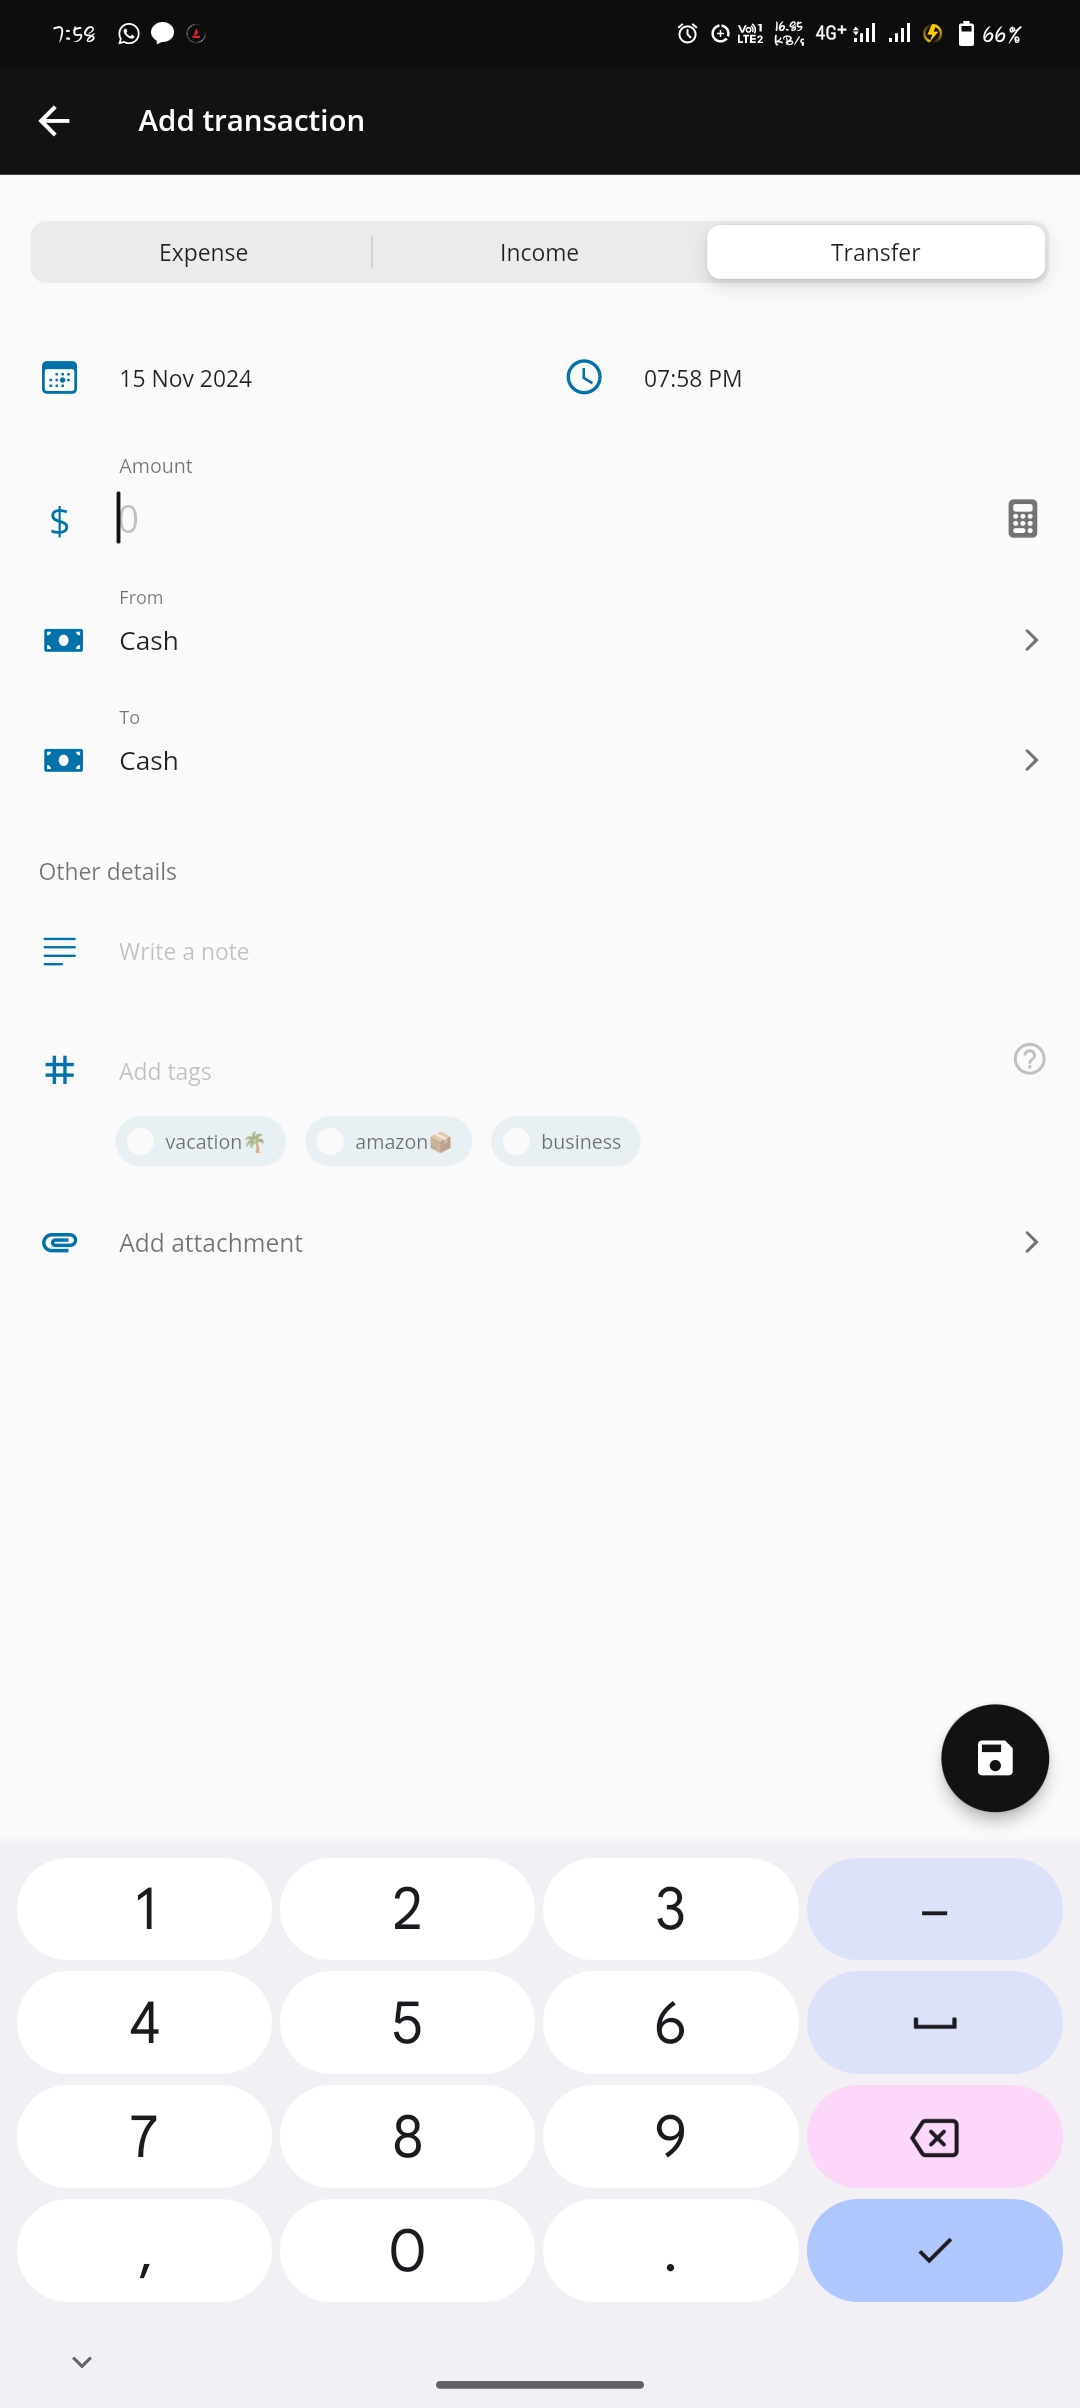 7:58 Vo)) 1 LTE2 16.85 KB/s 4G+ 66%
Add transaction
Expense Income Transfer
15 Nov 2024 07:58 PM
Amount
$ 0
From
Cash
To
Cash
Other details
Write a note
# Add tags ?
vacation🌴 amazon📦 business
Add attachment
1 2 3 –
4 5 6
7 8 9
, 0 .